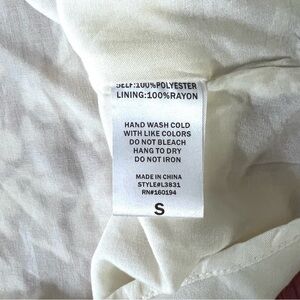 SELF:100%POLYESTER
LINING:100%RAYON
HAND WASH COLD
WITH LIKE COLORS
DO NOT BLEACH
HANG TO DRY
DO NOT IRON
MADE IN CHINA
STYLE#L3831
RN#160194
S